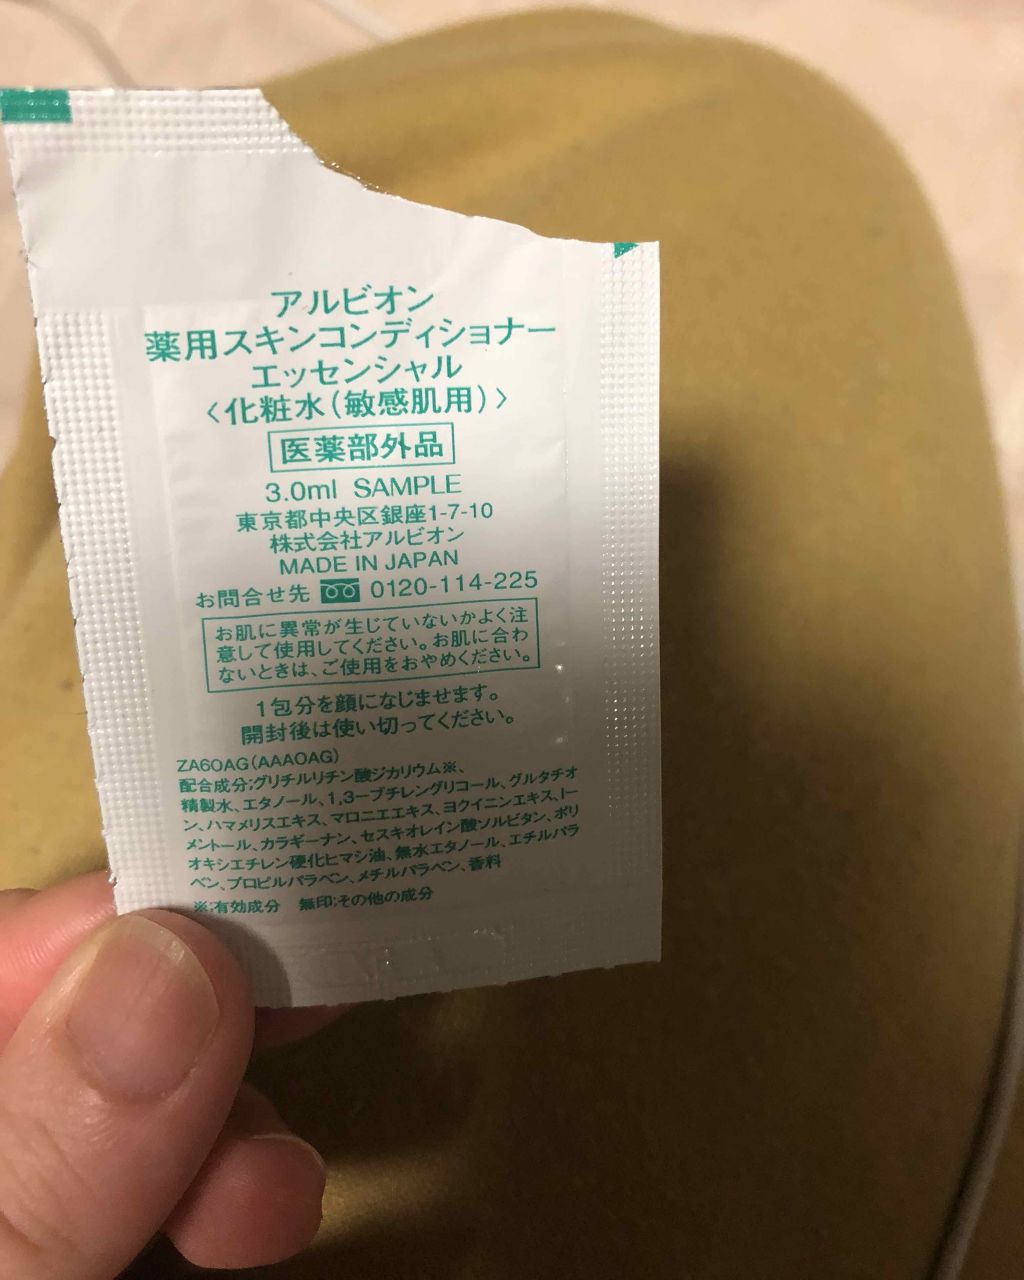 アルビオン
薬用スキンコンディショナー
エッセンシャル
〈化粧水(敏感肌用)〉
医薬部外品
3.0ml SAMPLE
東京都中央区銀座1-7-10
株式会社アルビオン
MADE IN JAPAN
お問合せ先 0120-114-225
お肌に異常が生じていないかよく注
意して使用してください。お肌に合わ
ないときは、ご使用をおやめください。
1包分を顔になじませます。
開封後は使い切ってください。
ZA6OAG(AAAOAG)
配合成分;グリチルリチン酸ジカリウム※、
精製水、エタノール、1,3-ブチレングリコール、グルタチオ
ン、ハマメリスエキス、マロニエエキス、ヨクイニンエキス、l-
メントール、カラギーナン、セスキオレイン酸ソルビタン、ポリ
オキシエチレン硬化ヒマシ油、無水エタノール、エチルパラ
ベン、プロピルパラベン、メチルパラベン、香料
※;有効成分 無印;その他の成分